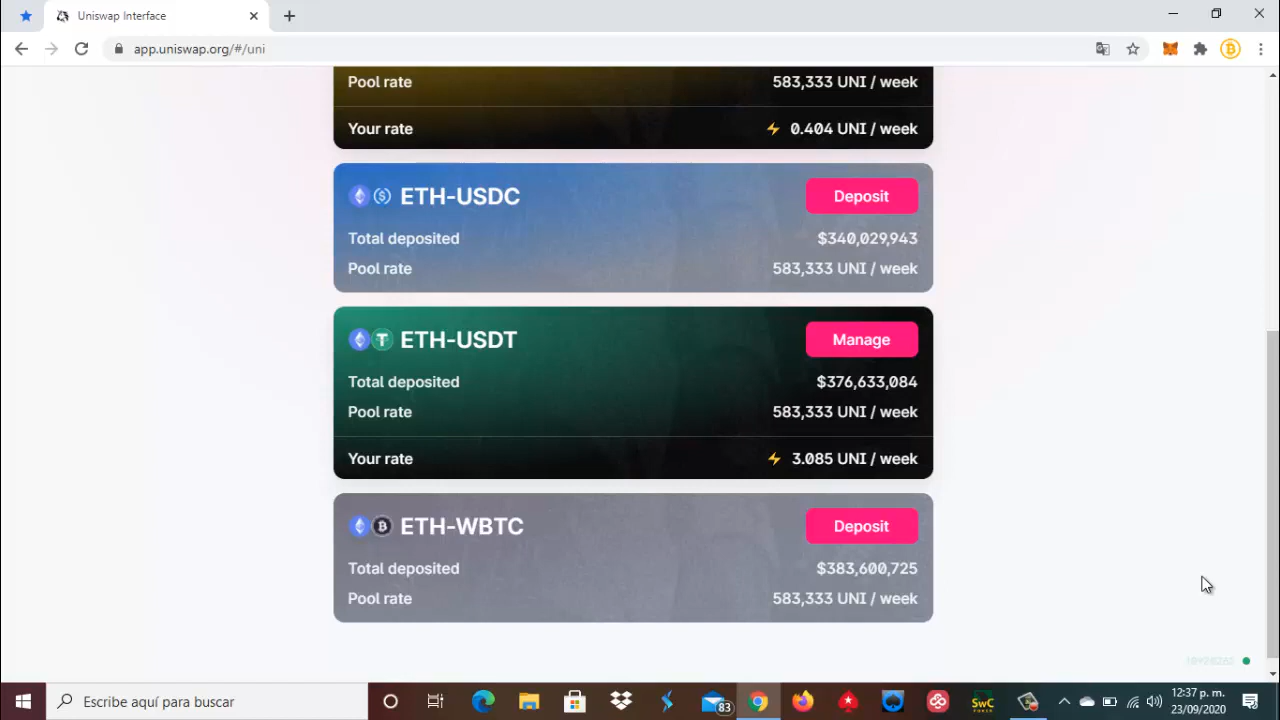 Uniswap Interface
app.uniswap.org/#/uni
Pool rate 583,333 UNI / week
Your rate 0.404 UNI / week
ETH-USDC Deposit
Total deposited $340,029,943
Pool rate 583,333 UNI / week
ETH-USDT Manage
Total deposited $376,633,084
Pool rate 583,333 UNI / week
Your rate 3.085 UNI / week
ETH-WBTC Deposit
Total deposited $383,600,725
Pool rate 583,333 UNI / week
Escribe aquí para buscar
83
SwC
12:37 p. m.
23/09/2020